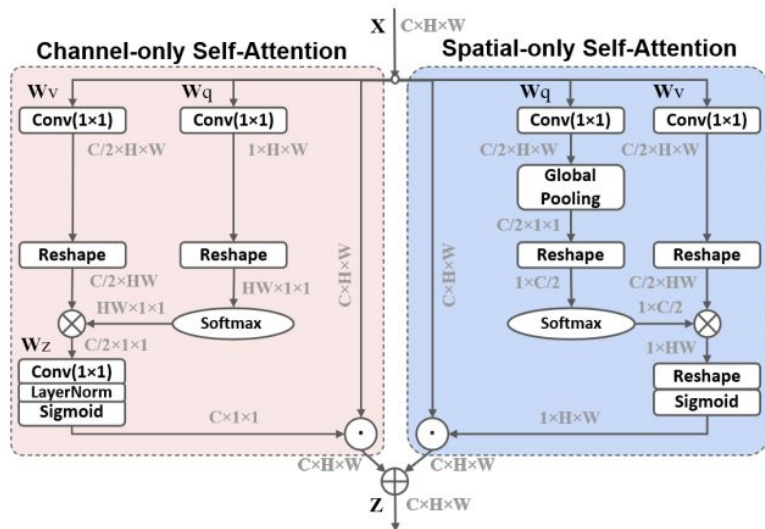 X C×H×W
Channel-only Self-Attention
Spatial-only Self-Attention
Wv
Wq
Wq
Wv
Conv(1×1)
Conv(1×1)
Conv(1×1)
Conv(1×1)
C/2×H×W
1×H×W
C/2×H×W
C/2×H×W
Global
Pooling
C/2×1×1
Reshape
Reshape
C×H×W
C×H×W
Reshape
Reshape
C/2×HW
HW×1×1
1×C/2
C/2×HW
HW×1×1
Softmax
Softmax
1×C/2
Wz
C/2×1×1
1×HW
Conv(1×1)
LayerNorm
Sigmoid
Reshape
Sigmoid
C×1×1
1×H×W
C×H×W
C×H×W
Z C×H×W